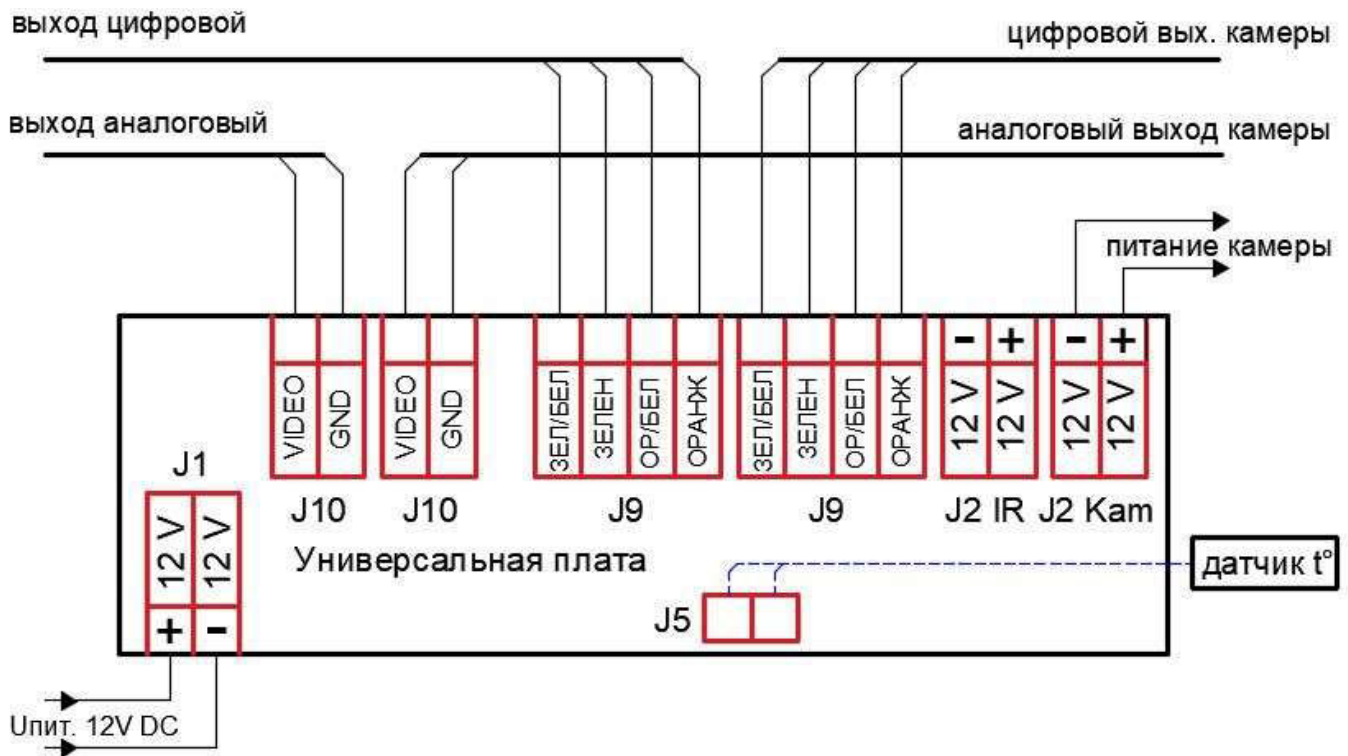 выход цифровой
цифровой вых. камеры
выход аналоговый
аналоговый выход камеры
питание камеры
- + - +
VIDEO GND VIDEO GND ЗЕЛ/БЕЛ ЗЕЛЕН ОР/БЕЛ ОРАНЖ ЗЕЛ/БЕЛ ЗЕЛЕН ОР/БЕЛ ОРАНЖ 12 V 12 V 12 V 12 V
J1
J10 J10 J9 J9 J2 IR J2 Kam
12 V 12 V
Универсальная плата
датчик t°
J5
+ -
Uпит. 12V DC